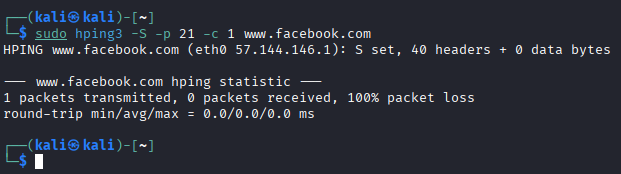 ┌──(kali㉿kali)-[~]
└─$ sudo hping3 -S -p 21 -c 1 www.facebook.com
HPING www.facebook.com (eth0 57.144.146.1): S set, 40 headers + 0 data bytes
--- www.facebook.com hping statistic ---
1 packets transmitted, 0 packets received, 100% packet loss
round-trip min/avg/max = 0.0/0.0/0.0 ms
┌──(kali㉿kali)-[~]
└─$